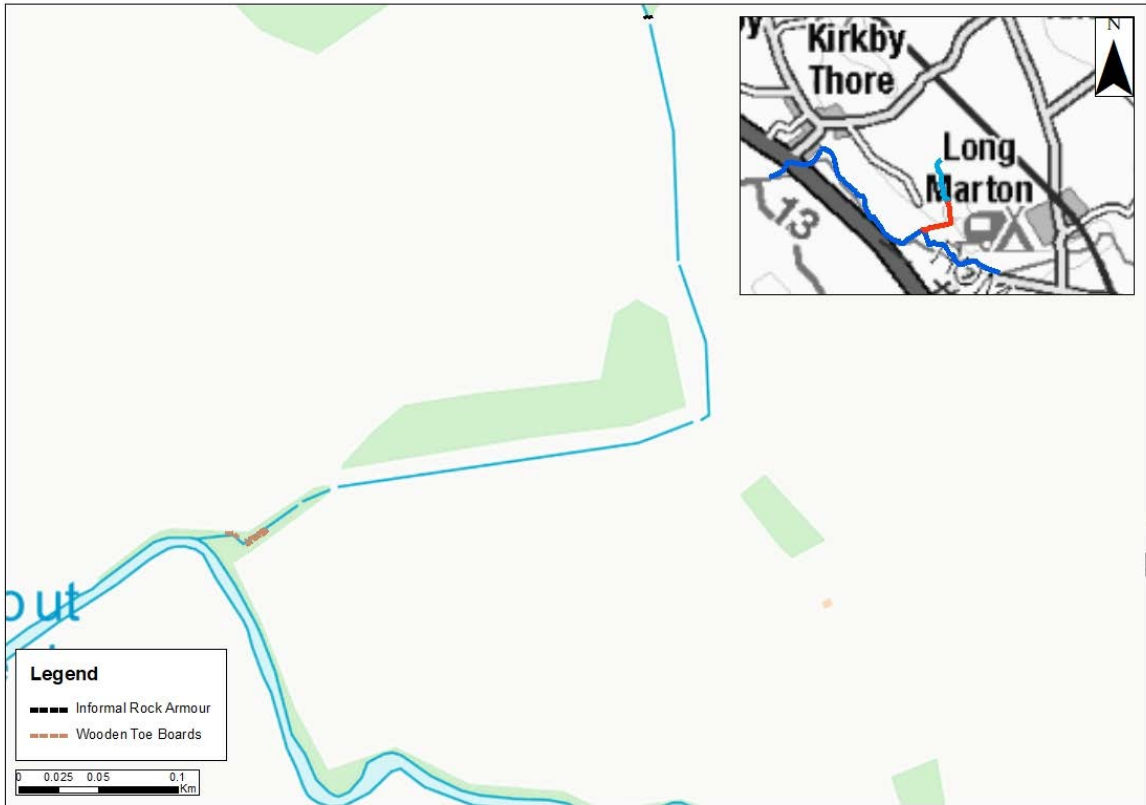 Kirkby
Thore
N
Long
Marton
13
out
Legend
Informal Rock Armour
Wooden Toe Boards
0 0.025 0.05 0.1
Km